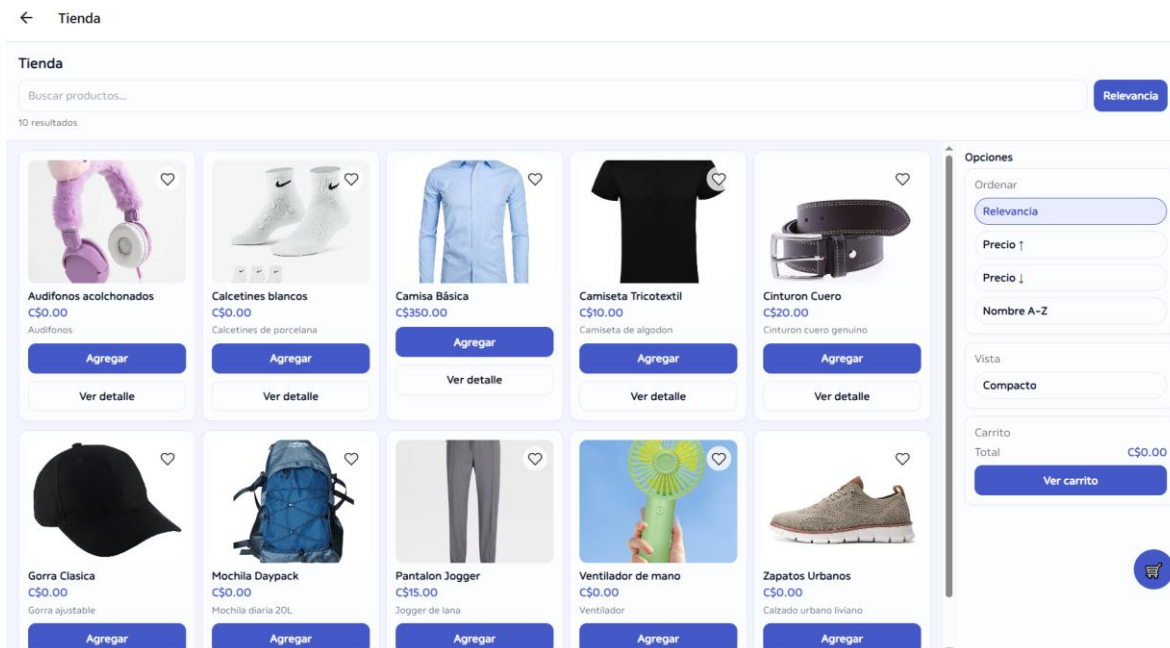 Tienda
Tienda
Buscar productos...
Relevancia
10 resultados
Audifonos acolchonados
C$0.00
Audifonos
Agregar
Ver detalle
Calcetines blancos
C$0.00
Calcetines de porcelana
Agregar
Ver detalle
Camisa Básica
C$350.00
Agregar
Ver detalle
Camiseta Tricotextil
C$10.00
Camiseta de algodon
Agregar
Ver detalle
Cinturon Cuero
C$20.00
Cinturon cuero genuino
Agregar
Ver detalle
Gorra Clasica
C$0.00
Gorra ajustable
Agregar
Mochila Daypack
C$0.00
Mochila diaria 20L
Agregar
Pantalon Jogger
C$15.00
Jogger de lana
Agregar
Ventilador de mano
C$0.00
Ventilador
Agregar
Zapatos Urbanos
C$0.00
Calzado urbano liviano
Agregar
Opciones
Ordenar
Relevancia
Precio ↑
Precio ↓
Nombre A-Z
Vista
Compacto
Carrito
Total C$0.00
Ver carrito